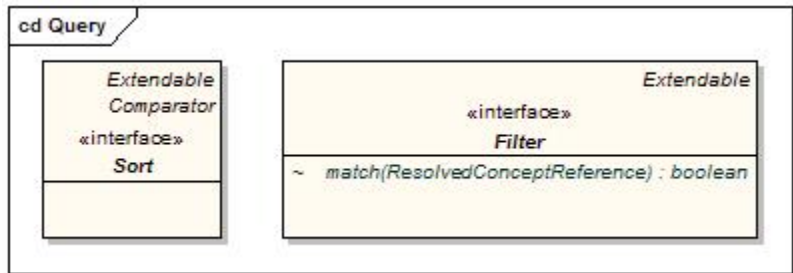 cd Query
Extendable
Comparator
«interface»
Sort
Extendable
«interface»
Filter
~ match(ResolvedConceptReference) : boolean